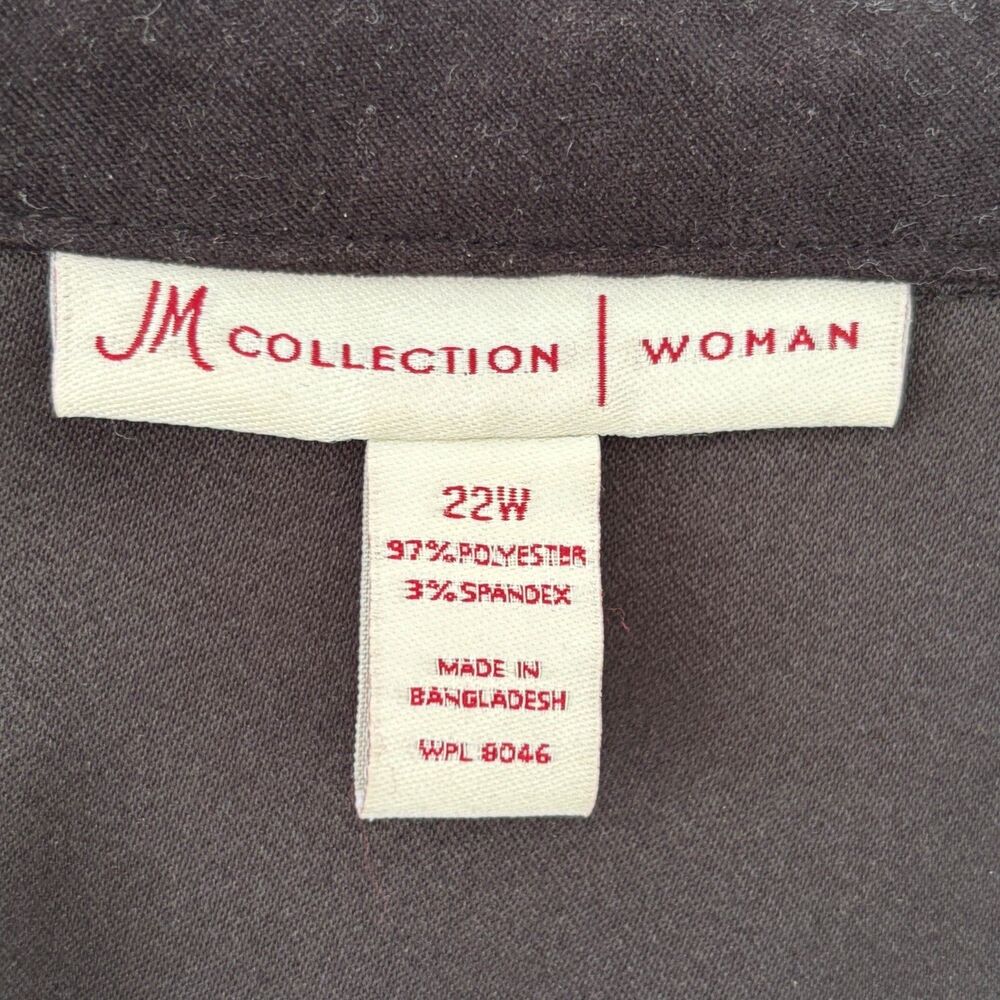 JM COLLECTION | WOMAN
22W
97% POLYESTER
3% SPANDEX
MADE IN
BANGLADESH
WPL 8046